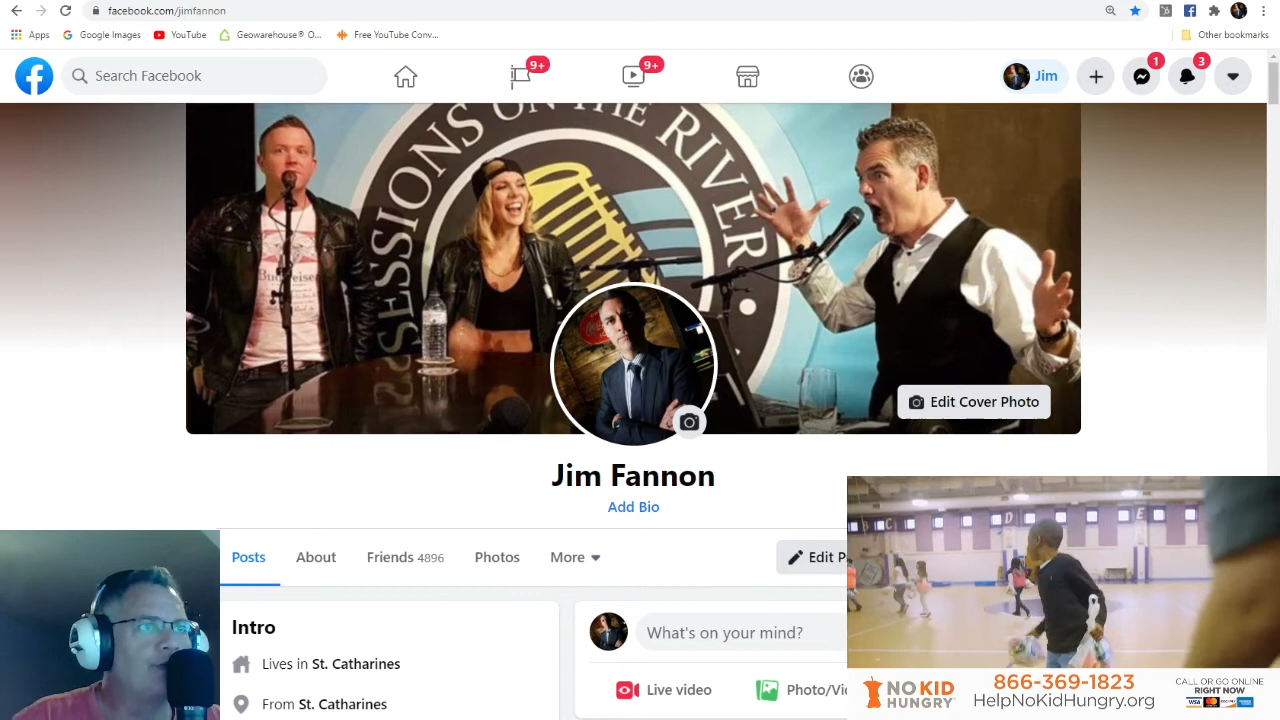 facebook.com/jimfannon
Apps
Google Images
YouTube
Geowarehouse® O...
Free YouTube Conv...
Other bookmarks
Search Facebook
9+
9+
Jim
1
3
SESSIONS ON THE RIVER
Budweiser
Edit Cover Photo
Jim Fannon
Add Bio
Posts
About
Friends 4896
Photos
More
Edit P
Intro
Lives in St. Catharines
From St. Catharines
What's on your mind?
Live video
Photo/Vid
B C D E
NO KID HUNGRY
866-369-1823
HelpNoKidHungry.org
CALL OR GO ONLINE
RIGHT NOW
VISA